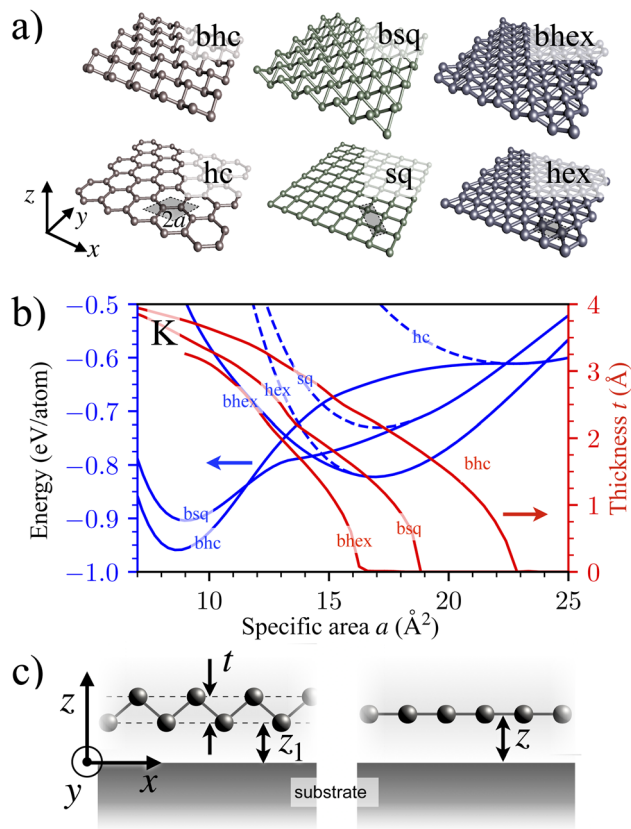 a)
bhc
bsq
bhex
hc
sq
hex
2a
z
y
x
b)
K
−0.5
−0.6
−0.7
−0.8
−0.9
−1.0
Energy (eV/atom)
4
3
2
1
0
Thickness t (Å)
hc
sq
hex
bhex
bsq
bhc
bhc
bsq
bhex
10
15
20
25
Specific area a (Å²)
c)
z
t
z₁
x
y
z
substrate